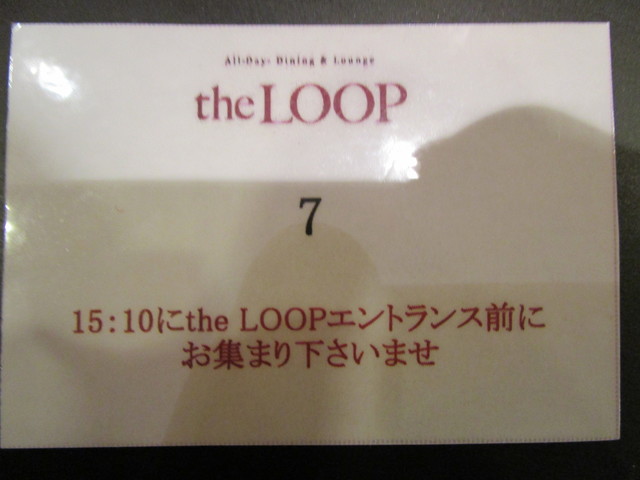 All-Day- Dining & Lounge
the LOOP
7
15:10にthe LOOPエントランス前に
お集まり下さいませ